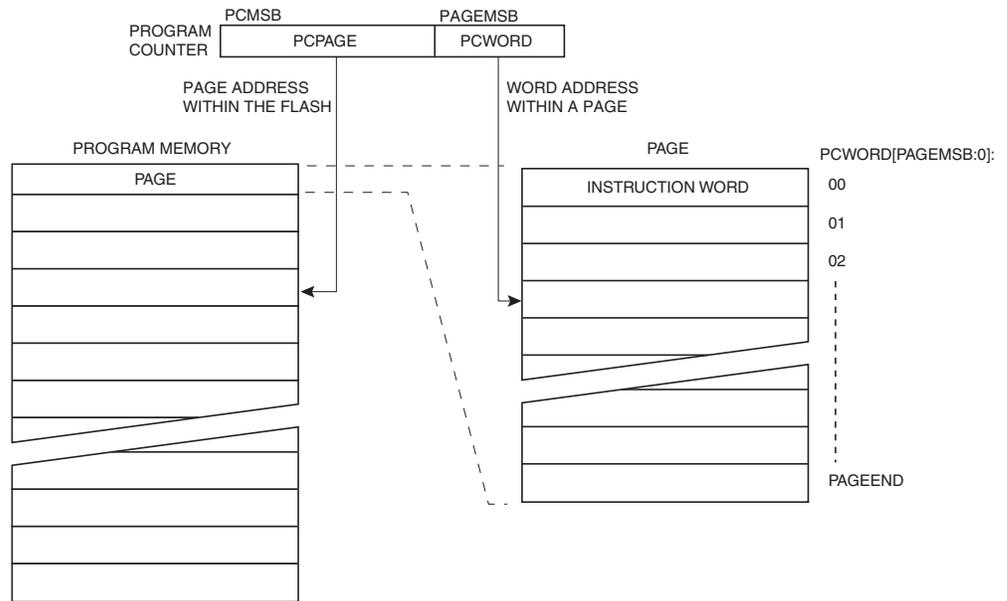 PCMSB
PAGEMSB
PROGRAM
COUNTER
PCPAGE
PCWORD
PAGE ADDRESS
WITHIN THE FLASH
WORD ADDRESS
WITHIN A PAGE
PROGRAM MEMORY
PAGE
PAGE
INSTRUCTION WORD
PCWORD[PAGEMSB:0]:
00
01
02
PAGEEND